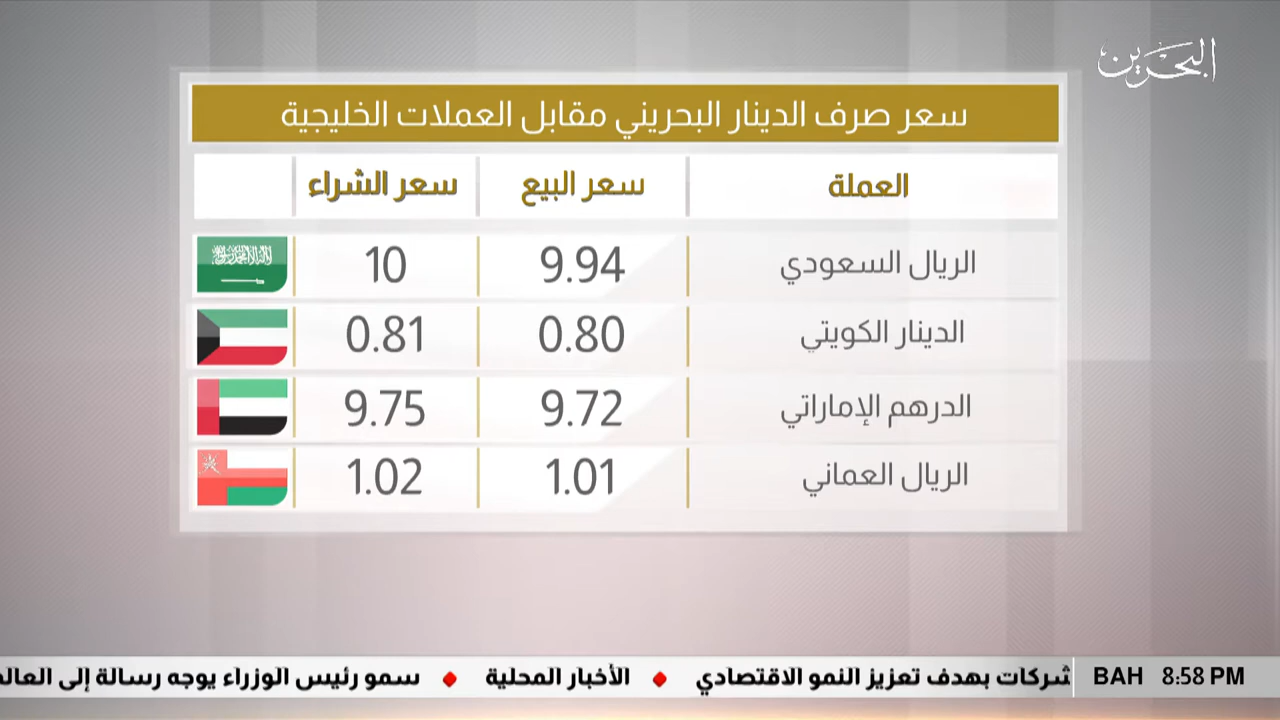 البحرين
سعر صرف الدينار البحريني مقابل العملات الخليجية
العملة سعر البيع سعر الشراء
الريال السعودي 9.94 10
الدينار الكويتي 0.80 0.81
الدرهم الإماراتي 9.72 9.75
الريال العماني 1.01 1.02
BAH 8:58 PM شركات بهدف تعزيز النمو الاقتصادي ♦ الأخبار المحلية ♦ سمو رئيس الوزراء يوجه رسالة إلى